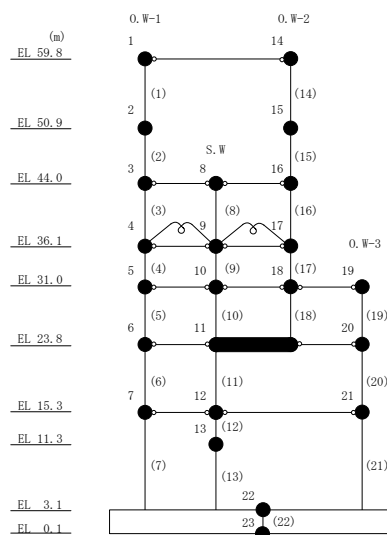 O.W-1 O.W-2
(m)
EL 59.8 1 14
(1) (14)
EL 50.9 2 15
(2) S.W (15)
EL 44.0 3 8 16
(3) (8) (16)
EL 36.1 4 9 17 O.W-3
EL 31.0 5 (4) 10 (9) 18 (17) 19
(5) (10) (18) (19)
EL 23.8 6 11 20
(6) (11) (20)
EL 15.3 7 12 21
(12)
EL 11.3 13
(7) (13) (21)
EL 3.1 22
EL 0.1 23 (22)